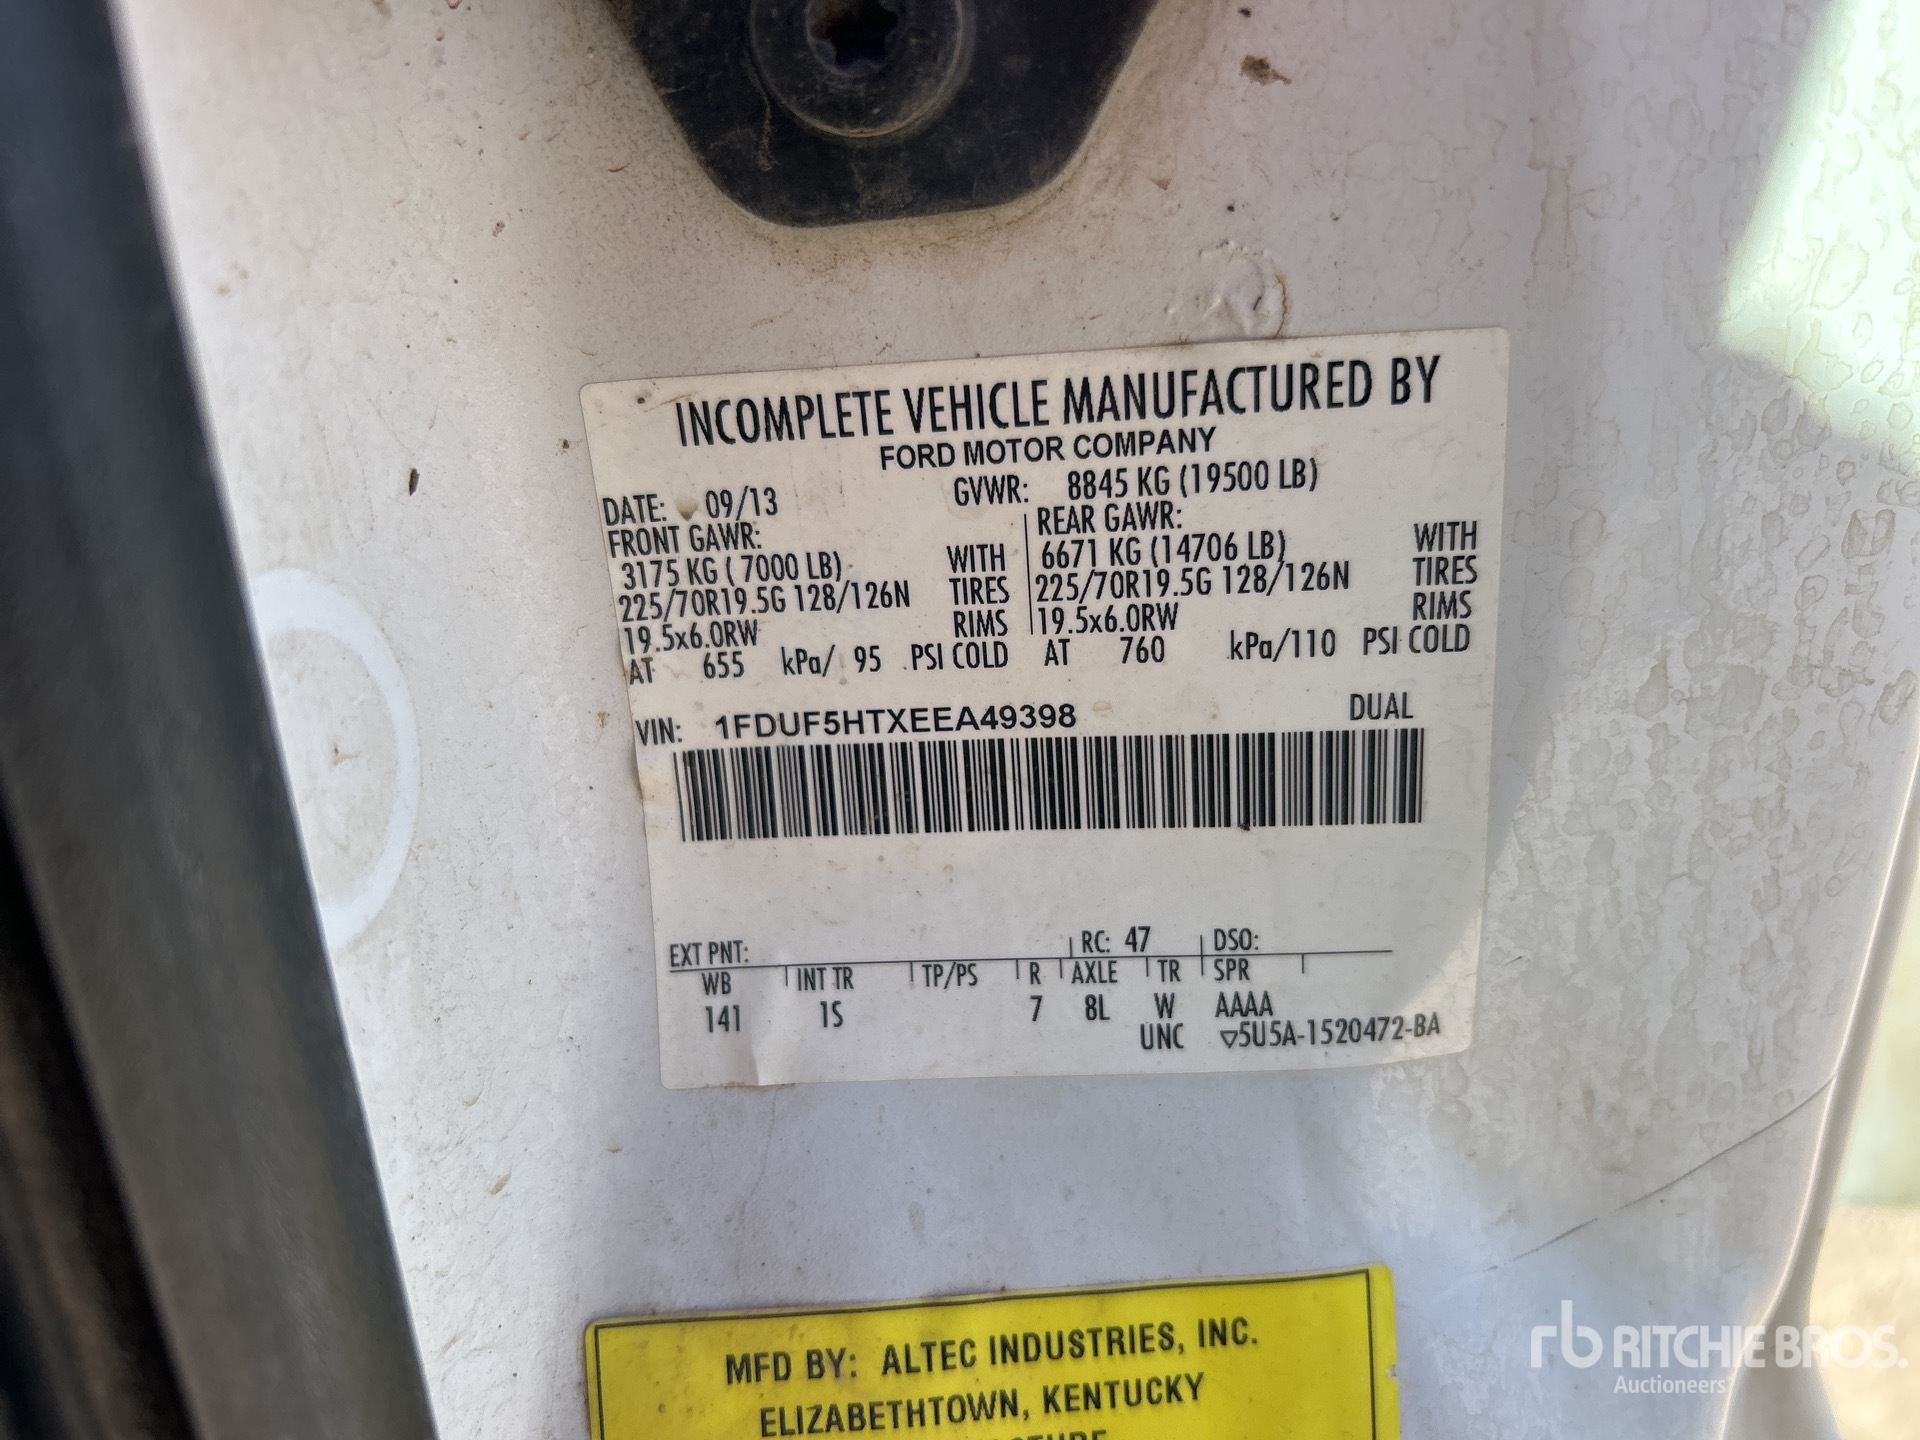 INCOMPLETE VEHICLE MANUFACTURED BY
FORD MOTOR COMPANY
DATE: 09/13 GVWR: 8845 KG (19500 LB)
FRONT GAWR: REAR GAWR:
3175 KG ( 7000 LB) WITH 6671 KG (14706 LB) WITH
225/70R19.5G 128/126N TIRES 225/70R19.5G 128/126N TIRES
19.5x6.0RW RIMS 19.5x6.0RW RIMS
AT 655 kPa/ 95 PSI COLD AT 760 kPa/110 PSI COLD
VIN: 1FDUF5HTXEEA49398 DUAL
EXT PNT: RC: 47 DSO:
WB INT TR TP/PS R AXLE TR SPR
141 1S 7 8L W AAAA
UNC ▽5U5A-1520472-BA
MFD BY: ALTEC INDUSTRIES, INC.
ELIZABETHTOWN, KENTUCKY
rb RITCHIE BROS.
Auctioneers